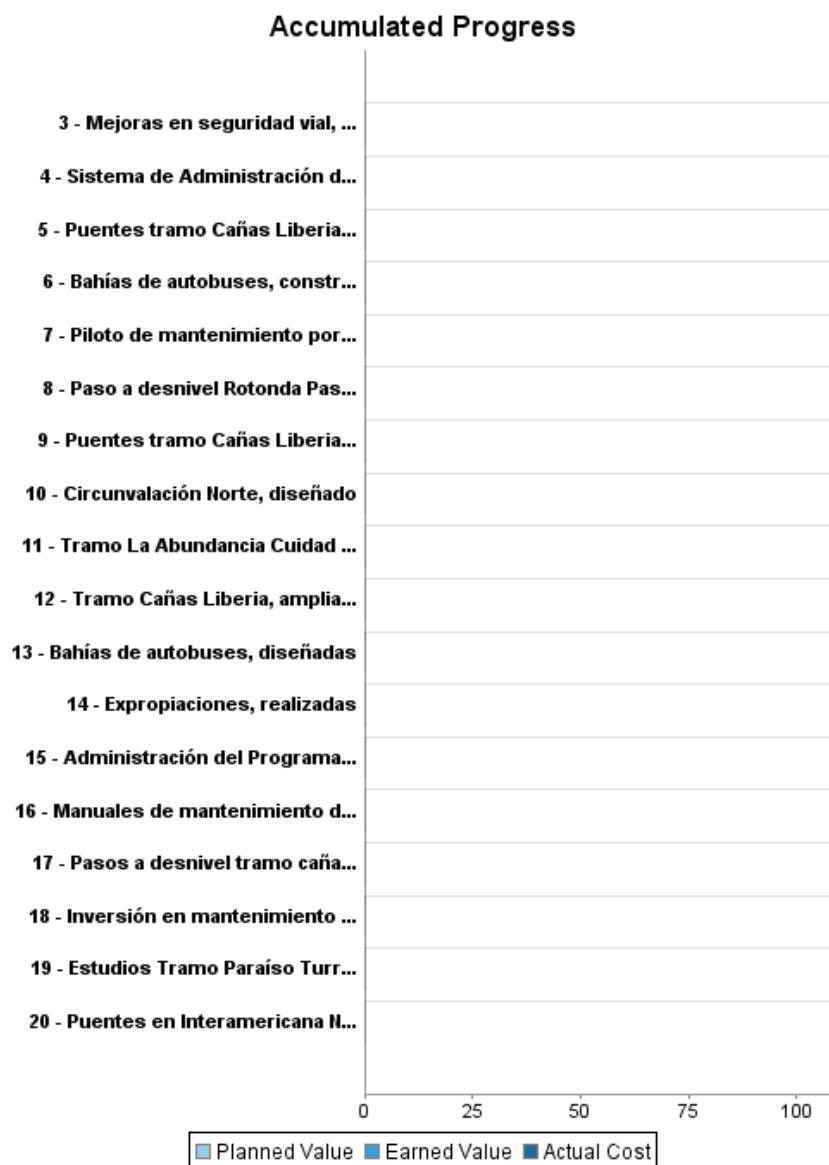 Accumulated Progress
3 - Mejoras en seguridad vial, ...
4 - Sistema de Administración d...
5 - Puentes tramo Cañas Liberia...
6 - Bahías de autobuses, constr...
7 - Piloto de mantenimiento por...
8 - Paso a desnivel Rotonda Pas...
9 - Puentes tramo Cañas Liberia...
10 - Circunvalación Norte, diseñado
11 - Tramo La Abundancia Cuidad ...
12 - Tramo Cañas Liberia, amplia...
13 - Bahías de autobuses, diseñadas
14 - Expropiaciones, realizadas
15 - Administración del Programa...
16 - Manuales de mantenimiento d...
17 - Pasos a desnivel tramo caña...
18 - Inversión en mantenimiento ...
19 - Estudios Tramo Paraíso Turr...
20 - Puentes en Interamericana N...
0 25 50 75 100
Planned Value Earned Value Actual Cost